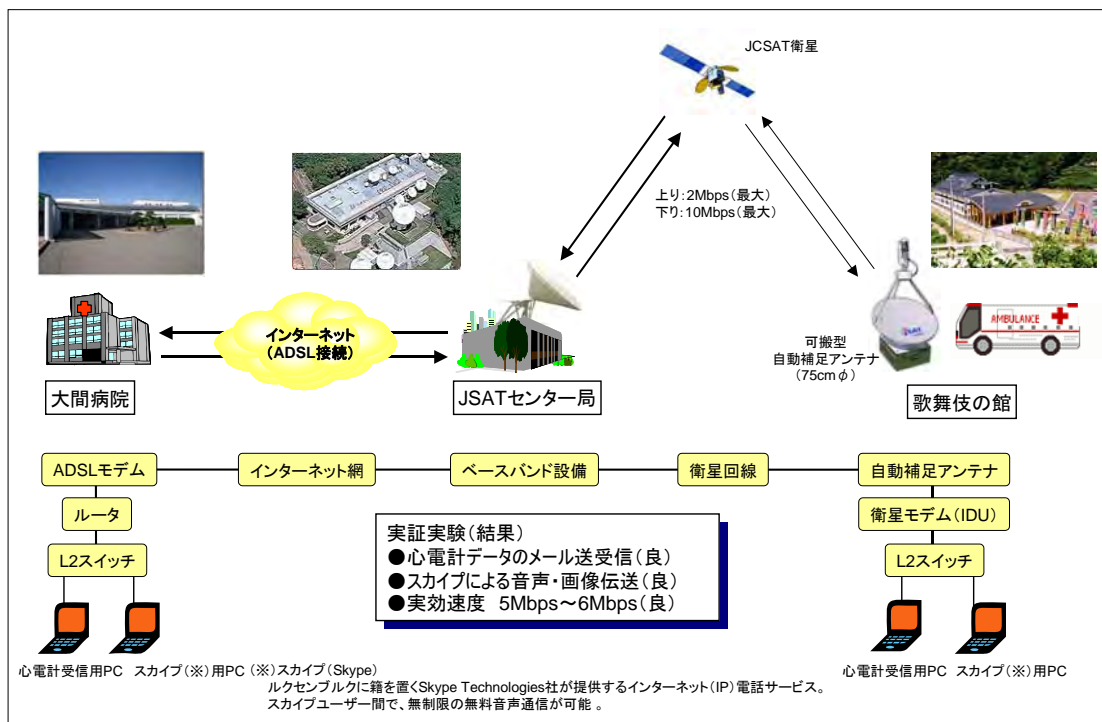 JCSAT衛星
上り:2Mbps(最大)
下り:10Mbps(最大)
インターネット
(ADSL接続)
可搬型
自動補足アンテナ
(75cmφ)
AMBULANCE
大間病院
JSATセンター局
歌舞伎の館
ADSLモデム
インターネット網
ベースバンド設備
衛星回線
自動補足アンテナ
ルータ
衛星モデム(IDU)
L2スイッチ
L2スイッチ
実証実験(結果)
●心電計データのメール送受信(良)
●スカイプによる音声・画像伝送(良)
●実効速度 5Mbps~6Mbps(良)
心電計受信用PC スカイプ(※)用PC
心電計受信用PC スカイプ(※)用PC
(※)スカイプ(Skype)
ルクセンブルクに籍を置くSkype Technologies社が提供するインターネット(IP)電話サービス。
スカイプユーザー間で、無制限の無料音声通信が可能 。